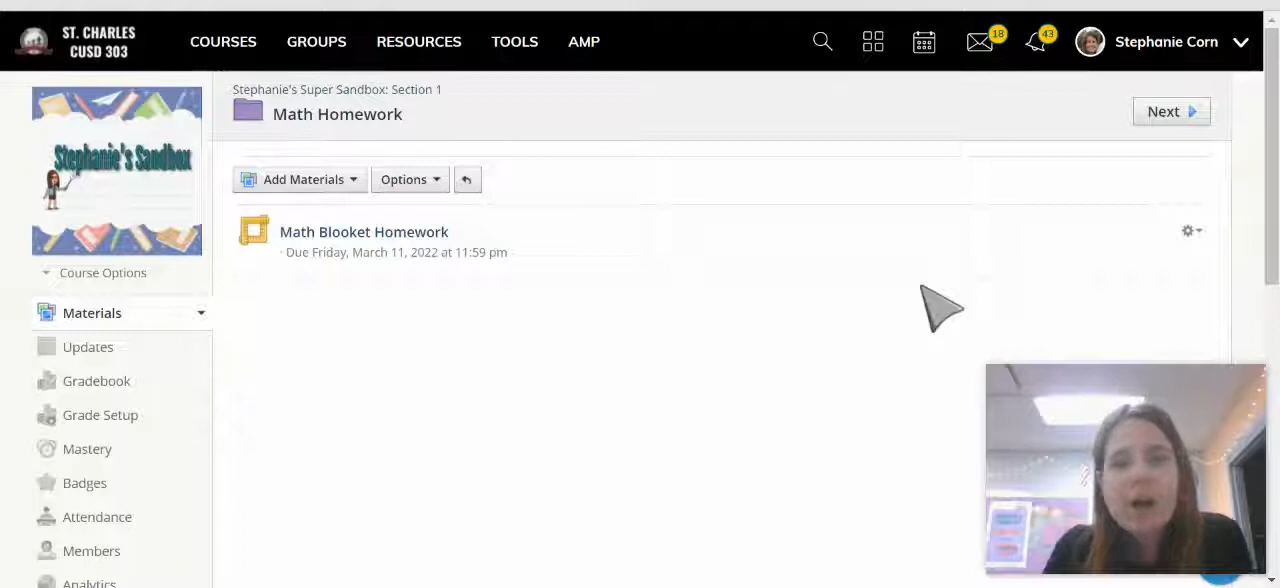 ST. CHARLES
CUSD 303
COURSES
GROUPS
RESOURCES
TOOLS
AMP
18
43
Stephanie Corn
Stephanie's Sandbox
Stephanie's Super Sandbox: Section 1
Math Homework
Next
Add Materials
Options
Math Blooket Homework
· Due Friday, March 11, 2022 at 11:59 pm
Course Options
Materials
Updates
Gradebook
Grade Setup
Mastery
Badges
Attendance
Members
Analytics